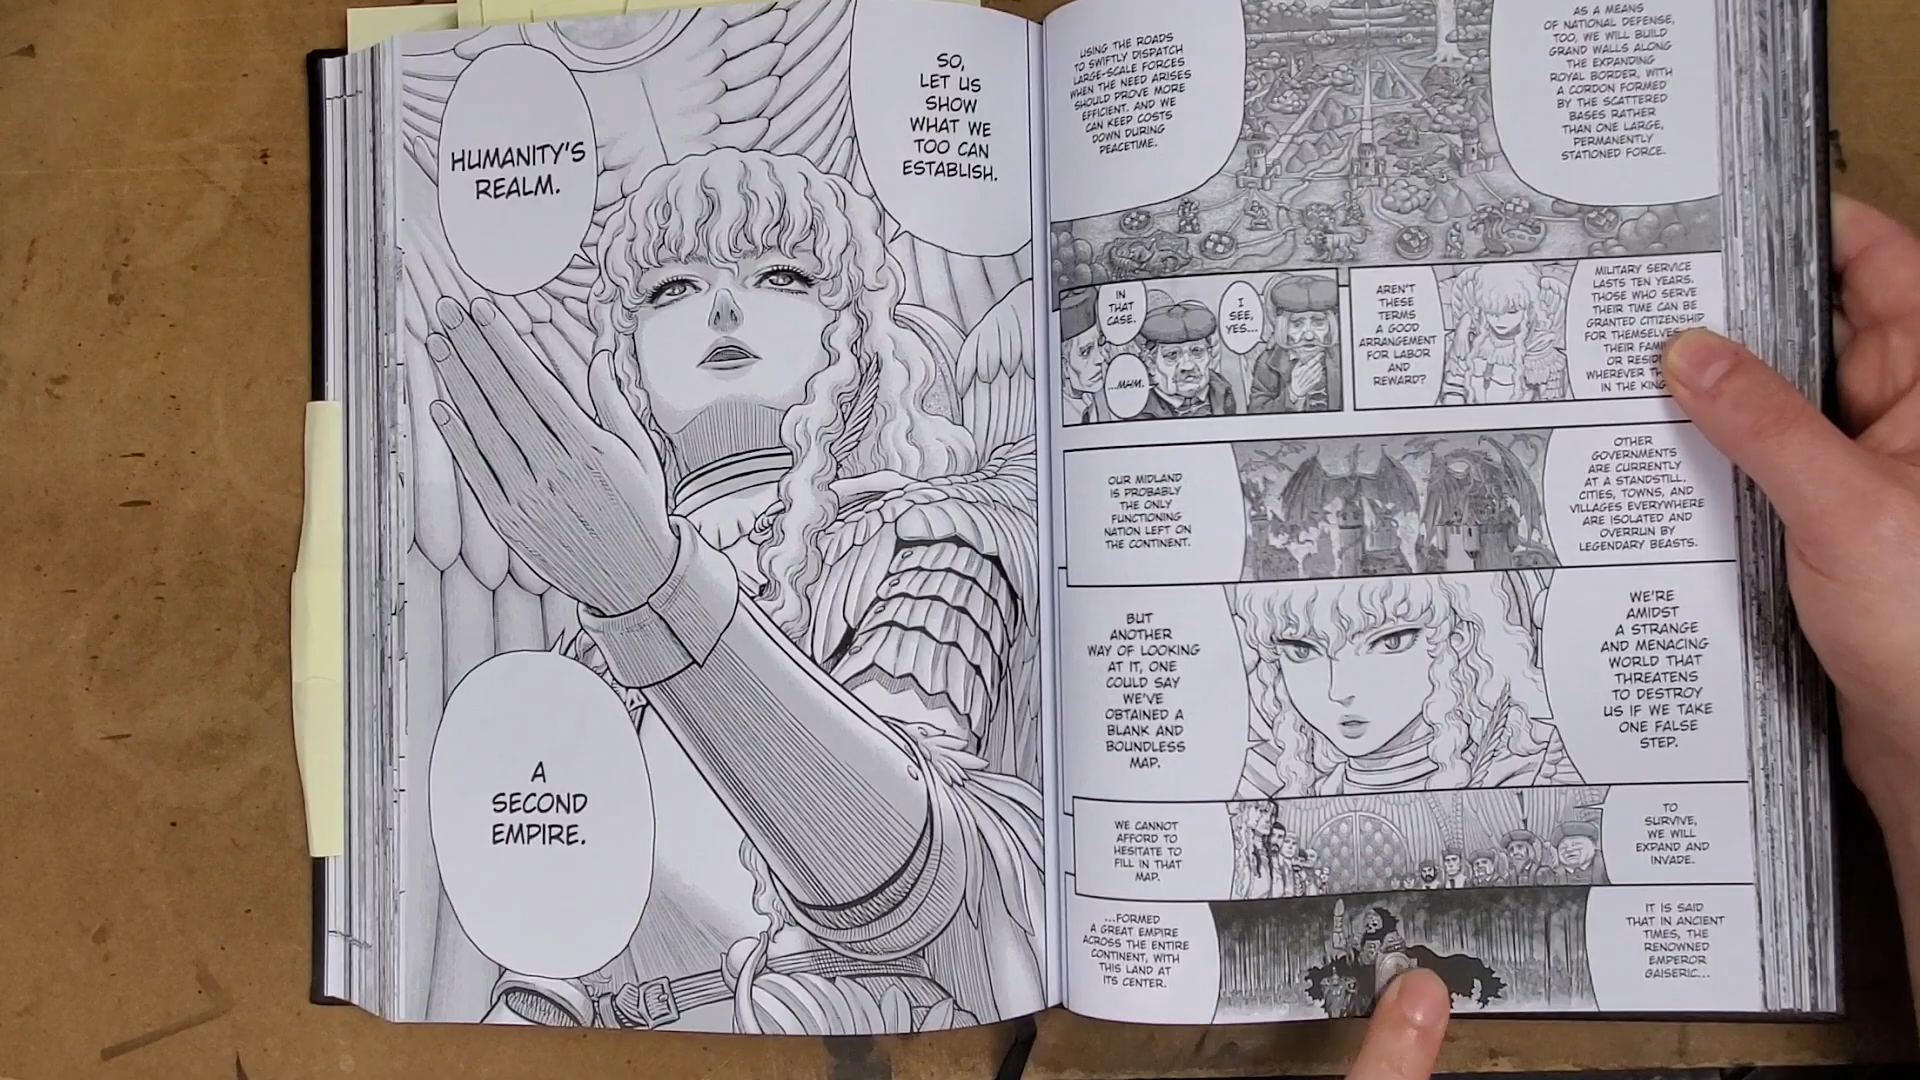 AS A MEANS
OF NATIONAL DEFENSE,
TOO, WE WILL BUILD
GRAND WALLS ALONG
THE EXPANDING
ROYAL BORDER, WITH
A CORDON FORMED
BY THE SCATTERED
BASES RATHER
THAN ONE LARGE,
PERMANENTLY
STATIONED FORCE.
USING THE ROADS
TO SWIFTLY DISPATCH
LARGE-SCALE FORCES
WHEN THE NEED ARISES
SHOULD PROVE MORE
EFFICIENT. AND WE
CAN KEEP COSTS
DOWN DURING
PEACETIME.
MILITARY SERVICE
LASTS TEN YEARS.
THOSE WHO SERVE
THEIR TIME CAN BE
GRANTED CITIZENSHIP
FOR THEMSELVES
THEIR
OR
WHEREVER
IN THE
AREN'T
THESE
TERMS
A GOOD
ARRANGEMENT
FOR LABOR
AND
REWARD?
I
SEE,
YES...
IN
THAT
CASE.
...MHM.
OTHER
GOVERNMENTS
ARE CURRENTLY
AT A STANDSTILL.
CITIES, TOWNS, AND
VILLAGES EVERYWHERE
ARE ISOLATED AND
OVERRUN BY
LEGENDARY BEASTS.
OUR MIDLAND
IS PROBABLY
THE ONLY
FUNCTIONING
NATION LEFT ON
THE CONTINENT.
WE'RE
AMIDST
A STRANGE
AND MENACING
WORLD THAT
THREATENS
TO DESTROY
US IF WE TAKE
ONE FALSE
STEP.
BUT
ANOTHER
WAY OF LOOKING
AT IT, ONE
COULD SAY
WE'VE
OBTAINED A
BLANK AND
BOUNDLESS
MAP.
TO
SURVIVE,
WE WILL
EXPAND AND
INVADE.
WE CANNOT
AFFORD TO
HESITATE TO
FILL IN THAT
MAP.
IT IS SAID
THAT IN ANCIENT
TIMES, THE
RENOWNED
EMPEROR
GAISERIC...
...FORMED
A GREAT EMPIRE
ACROSS THE ENTIRE
CONTINENT, WITH
THIS LAND AT
ITS CENTER.
SO,
LET US
SHOW
WHAT WE
TOO CAN
ESTABLISH.
HUMANITY'S
REALM.
A
SECOND
EMPIRE.